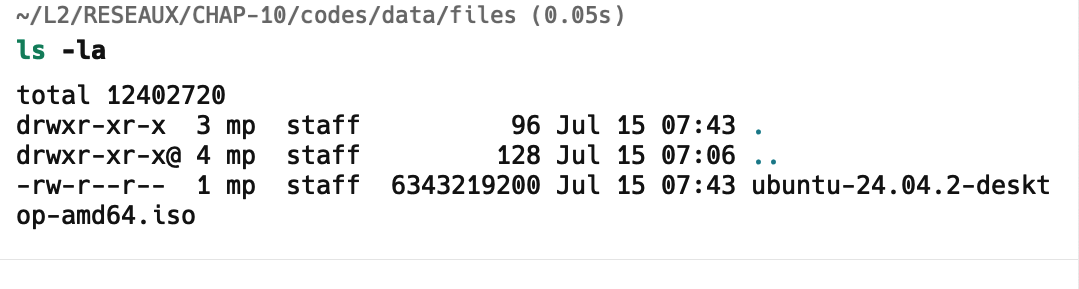 ~/L2/RESEAUX/CHAP-10/codes/data/files (0.05s)
ls -la
total 12402720
drwxr-xr-x  3 mp  staff          96 Jul 15 07:43 .
drwxr-xr-x@ 4 mp  staff         128 Jul 15 07:06 ..
-rw-r--r--  1 mp  staff  6343219200 Jul 15 07:43 ubuntu-24.04.2-deskt
op-amd64.iso